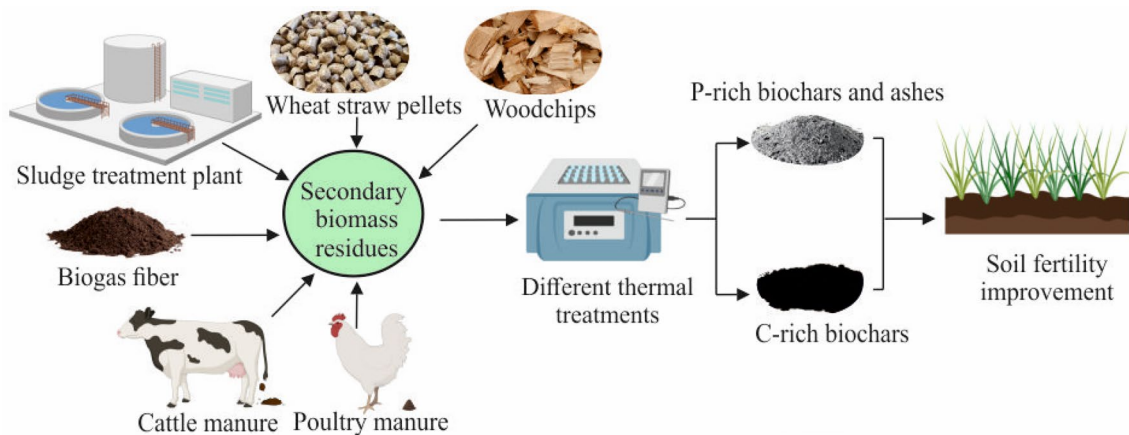 Wheat straw pellets
Woodchips
P-rich biochars and ashes
Sludge treatment plant
Secondary
biomass
residues
Biogas fiber
Different thermal
treatments
Soil fertility
improvement
C-rich biochars
Cattle manure
Poultry manure